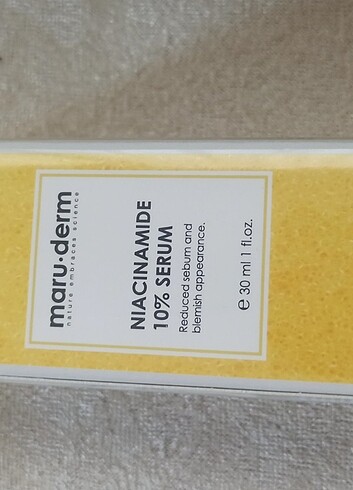 maru·derm
nature embraces science
NIACINAMIDE
10% SERUM
Reduced sebum and
blemish appearance.
℮ 30 ml 1 fl.oz.